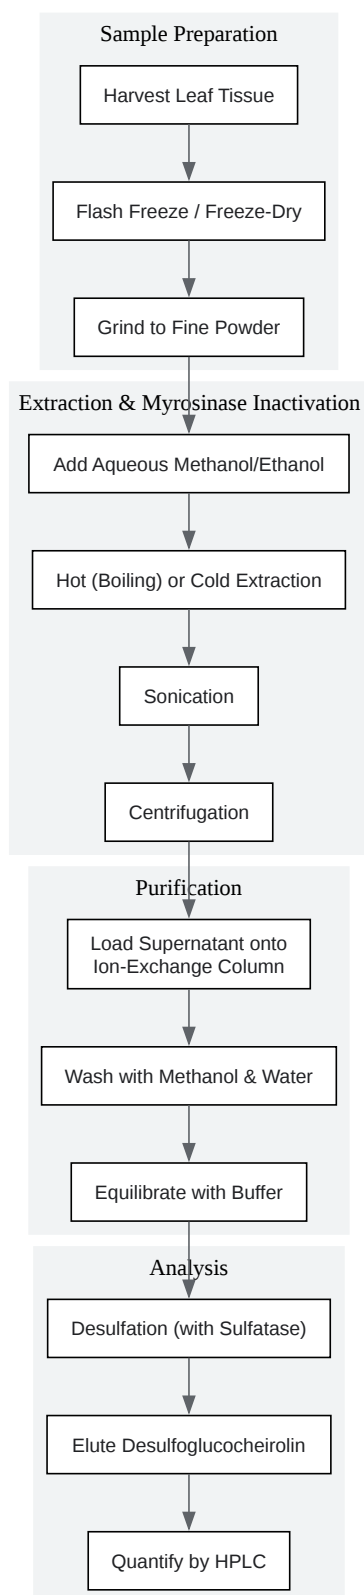 Sample Preparation
Harvest Leaf Tissue
Flash Freeze / Freeze-Dry
Grind to Fine Powder
Extraction & Myrosinase Inactivation
Add Aqueous Methanol/Ethanol
Hot (Boiling) or Cold Extraction
Sonication
Centrifugation
Purification
Load Supernatant onto
Ion-Exchange Column
Wash with Methanol & Water
Equilibrate with Buffer
Analysis
Desulfation (with Sulfatase)
Elute Desulfoglucocheirolin
Quantify by HPLC